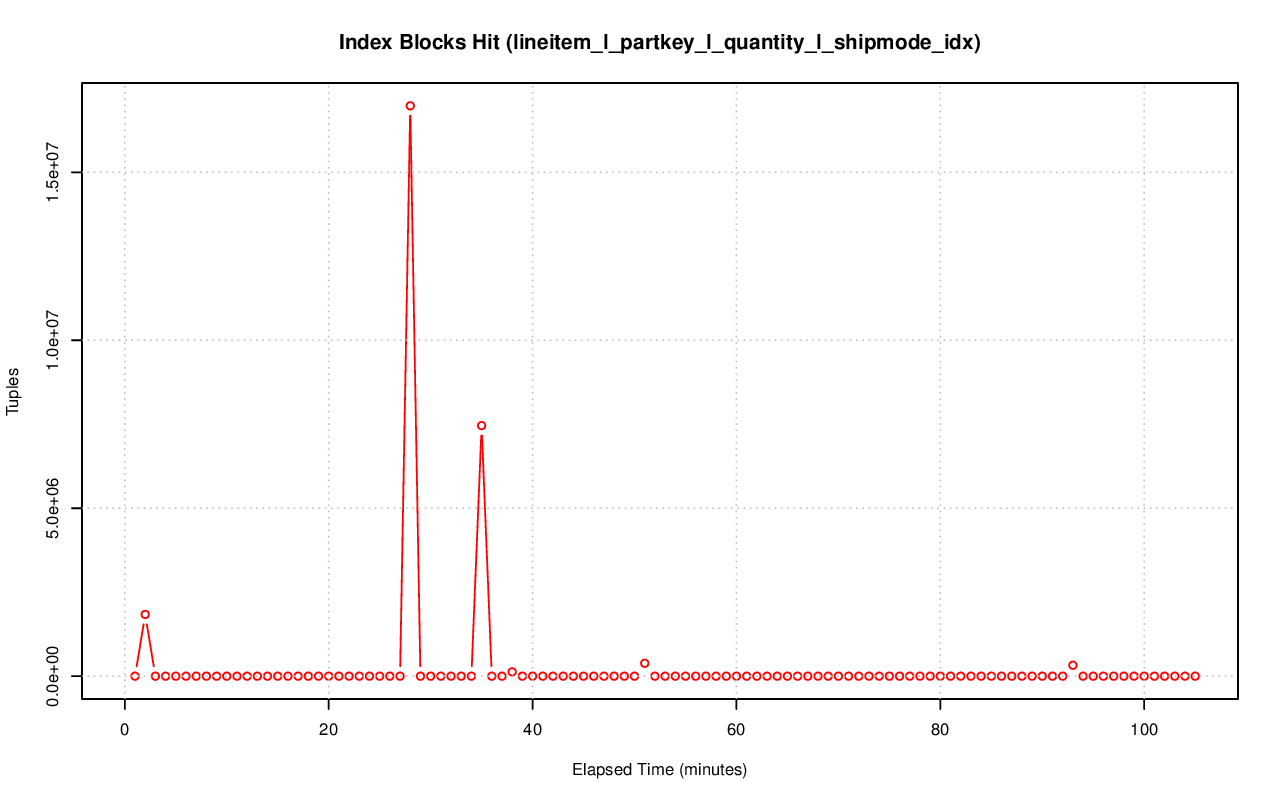 Index Blocks Hit (lineitem_l_partkey_l_quantity_l_shipmode_idx)
1.5e+07
1.0e+07
5.0e+06
0.0e+00
Tuples
0 20 40 60 80 100
Elapsed Time (minutes)